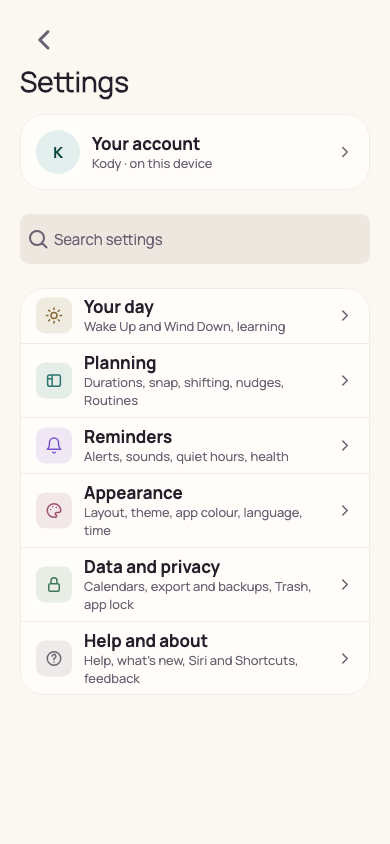 Settings
K
Your account
Kody · on this device
Search settings
Your day
Wake Up and Wind Down, learning
Planning
Durations, snap, shifting, nudges,
Routines
Reminders
Alerts, sounds, quiet hours, health
Appearance
Layout, theme, app colour, language,
time
Data and privacy
Calendars, export and backups, Trash,
app lock
Help and about
Help, what's new, Siri and Shortcuts,
feedback